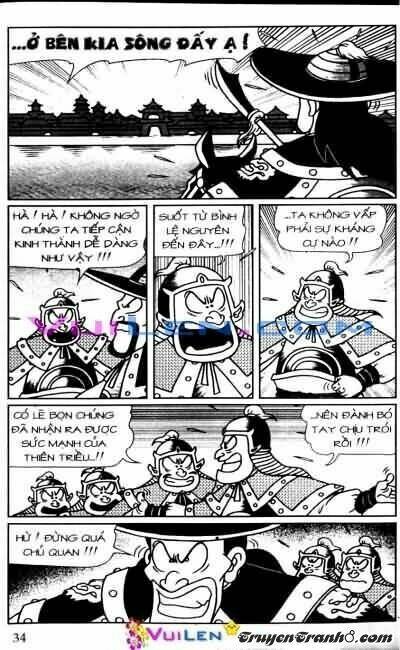 ...Ở BÊN KIA SÔNG ĐẤY Ạ!
HÀ! HÀ! KHÔNG NGỜ
CHÚNG TA TIẾP CẬN
KINH THÀNH DỄ DÀNG
NHƯ VẬY !!!
SUỐT TỪ BÌNH
LỆ NGUYÊN
ĐẾN ĐÂY...!!!
...TA KHÔNG VẤP
PHẢI SỰ KHÁNG
CỰ NÀO !!
VUILEN.COM
CÓ LẼ BỌN CHÚNG
ĐÃ NHẬN RA ĐƯỢC
SỨC MẠNH CỦA
THIÊN TRIỀU...
...NÊN ĐÀNH BÓ
TAY CHỊU TRÓI
RỒI !!!
HỪ! ĐỪNG QUÁ
CHỦ QUAN !!!
34
VUILEN
TruyenTranh8.com